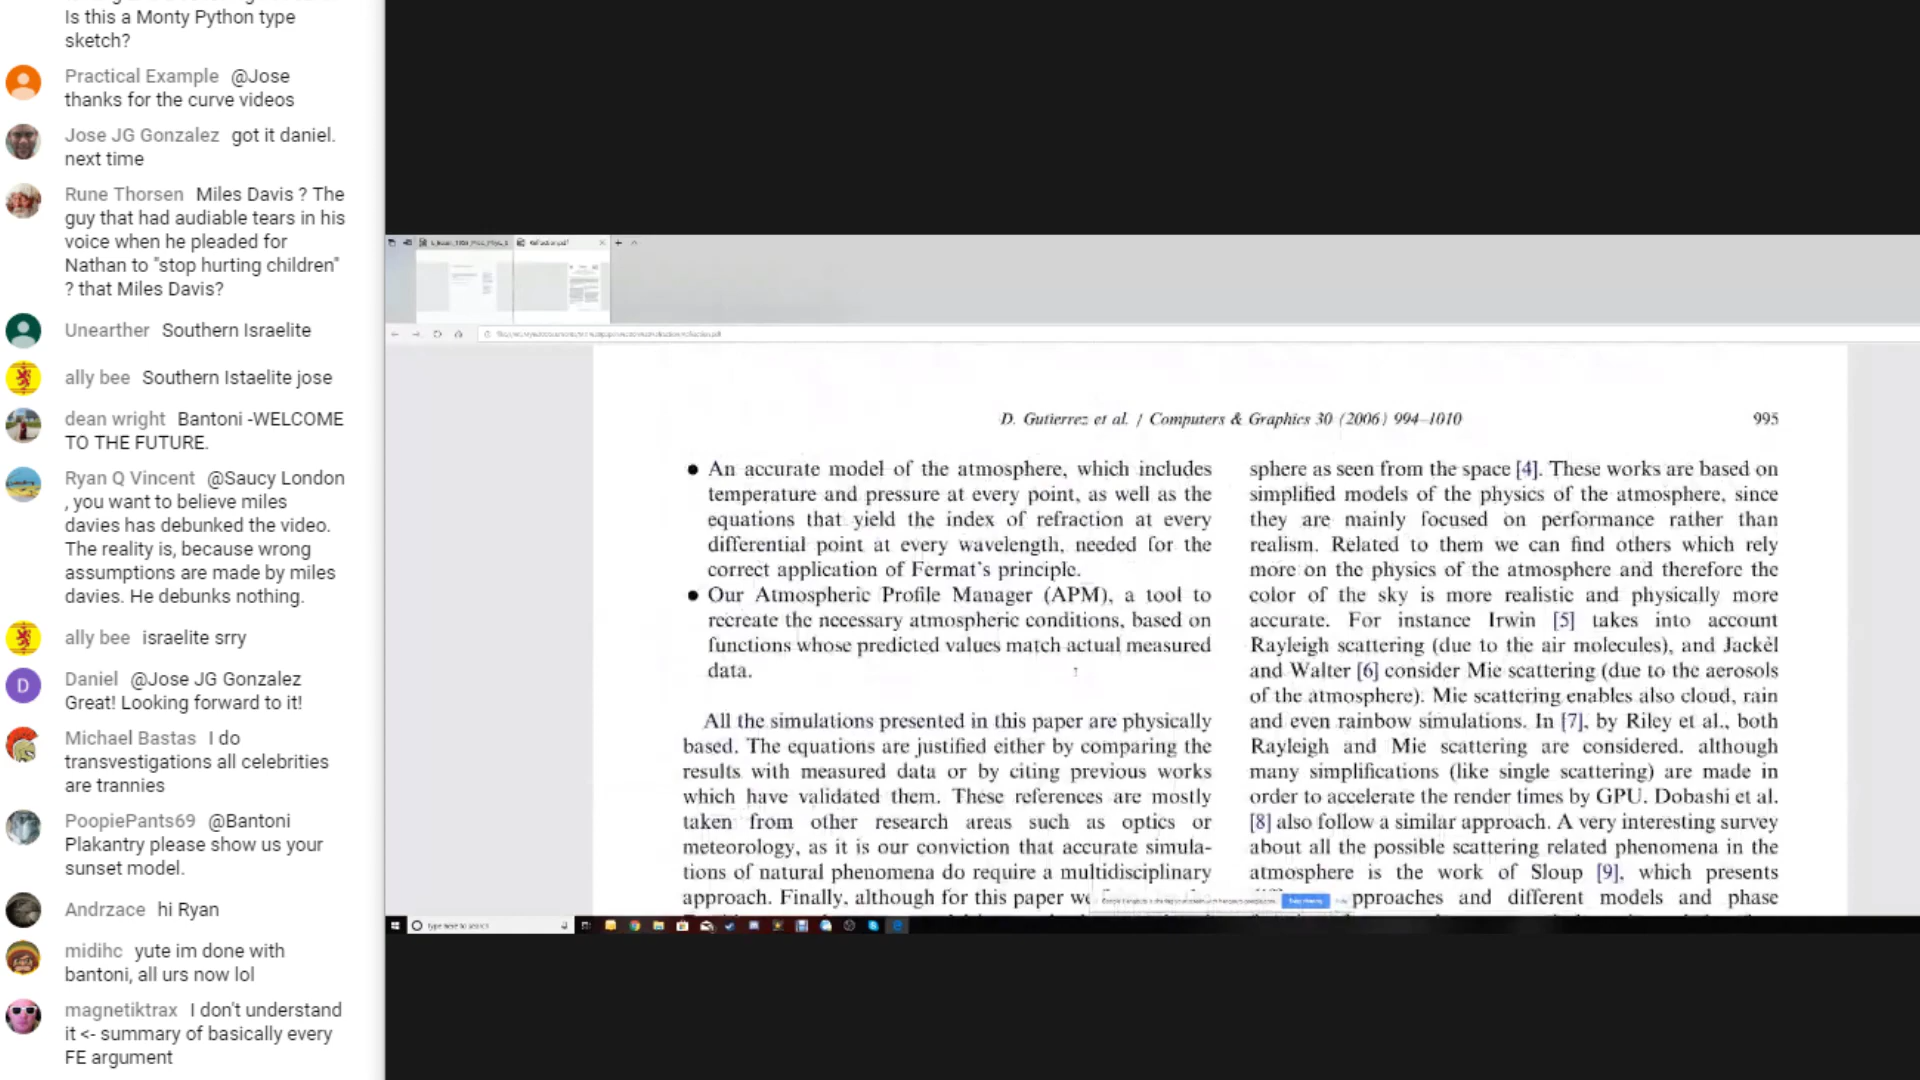 Is this a Monty Python type
sketch?
Practical Example @Jose
thanks for the curve videos
Jose JG Gonzalez got it daniel.
next time
Rune Thorsen Miles Davis ? The
guy that had audiable tears in his
voice when he pleaded for
Nathan to "stop hurting children"
? that Miles Davis?
Unearther Southern Israelite
ally bee Southern Istaelite jose
dean wright Bantoni -WELCOME
TO THE FUTURE.
Ryan Q Vincent @Saucy London
, you want to believe miles
davies has debunked the video.
The reality is, because wrong
assumptions are made by miles
davies. He debunks nothing.
ally bee israelite srry
D
Daniel @Jose JG Gonzalez
Great! Looking forward to it!
Michael Bastas I do
transvestigations all celebrities
are trannies
PoopiePants69 @Bantoni
Plakantry please show us your
sunset model.
Andrzace hi Ryan
midihc yute im done with
bantoni, all urs now lol
magnetiktrax I don't understand
it <- summary of basically every
FE argument
D. Gutierrez et al. / Computers & Graphics 30 (2006) 994–1010 995
● An accurate model of the atmosphere, which includes
temperature and pressure at every point, as well as the
equations that yield the index of refraction at every
differential point at every wavelength, needed for the
correct application of Fermat's principle.
● Our Atmospheric Profile Manager (APM), a tool to
recreate the necessary atmospheric conditions, based on
functions whose predicted values match actual measured
data.
All the simulations presented in this paper are physically
based. The equations are justified either by comparing the
results with measured data or by citing previous works
which have validated them. These references are mostly
taken from other research areas such as optics or
meteorology, as it is our conviction that accurate simula-
tions of natural phenomena do require a multidisciplinary
approach. Finally, although for this paper we
sphere as seen from the space [4]. These works are based on
simplified models of the physics of the atmosphere, since
they are mainly focused on performance rather than
realism. Related to them we can find others which rely
more on the physics of the atmosphere and therefore the
color of the sky is more realistic and physically more
accurate. For instance Irwin [5] takes into account
Rayleigh scattering (due to the air molecules), and Jackèl
and Walter [6] consider Mie scattering (due to the aerosols
of the atmosphere). Mie scattering enables also cloud, rain
and even rainbow simulations. In [7], by Riley et al., both
Rayleigh and Mie scattering are considered, although
many simplifications (like single scattering) are made in
order to accelerate the render times by GPU. Dobashi et al.
[8] also follow a similar approach. A very interesting survey
about all the possible scattering related phenomena in the
atmosphere is the work of Sloup [9], which presents
pproaches and different models and phase
Type here to search